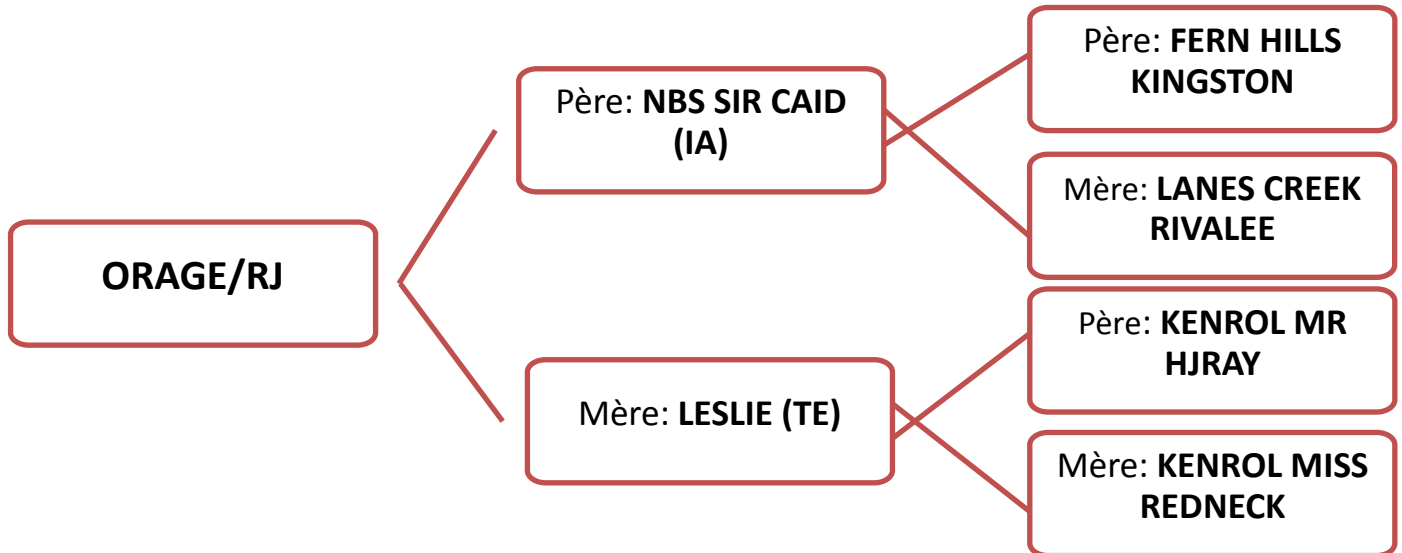 Père: FERN HILLS
KINGSTON
Père: NBS SIR CAID
(IA)
Mère: LANES CREEK
RIVALEE
ORAGE/RJ
Père: KENROL MR
HJRAY
Mère: LESLIE (TE)
Mère: KENROL MISS
REDNECK